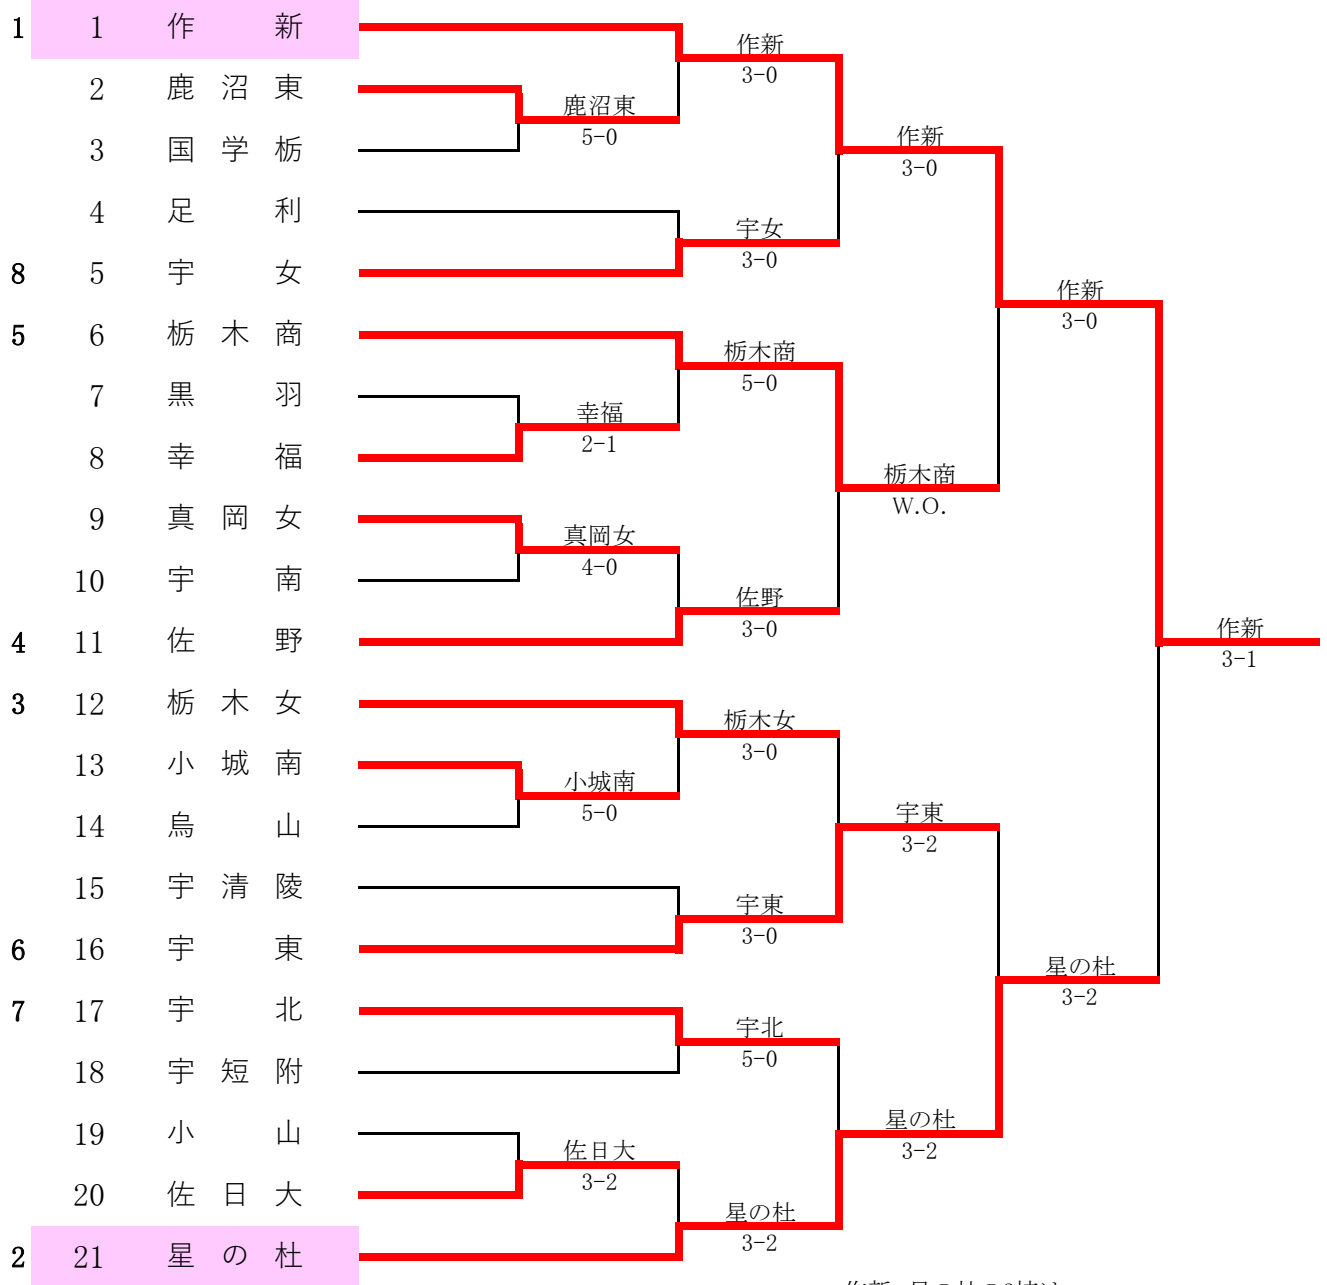 1 1 作新
2 鹿沼東
3 国学栃
4 足利
8 5 宇女
5 6 栃木商
7 黒羽
8 幸福
9 真岡女
10 宇南
4 11 佐野
3 12 栃木女
13 小城南
14 烏山
15 宇清陵
6 16 宇東
7 17 宇北
18 宇短附
19 小山
20 佐日大
2 21 星の杜
鹿沼東
5-0
幸福
2-1
真岡女
4-0
小城南
5-0
佐日大
3-2
作新
3-0
宇女
3-0
栃木商
5-0
佐野
3-0
栃木女
3-0
宇東
3-0
宇北
5-0
星の杜
3-2
作新
3-0
栃木商
W.O.
宇東
3-2
星の杜
3-2
作新
3-0
星の杜
3-2
作新
3-1